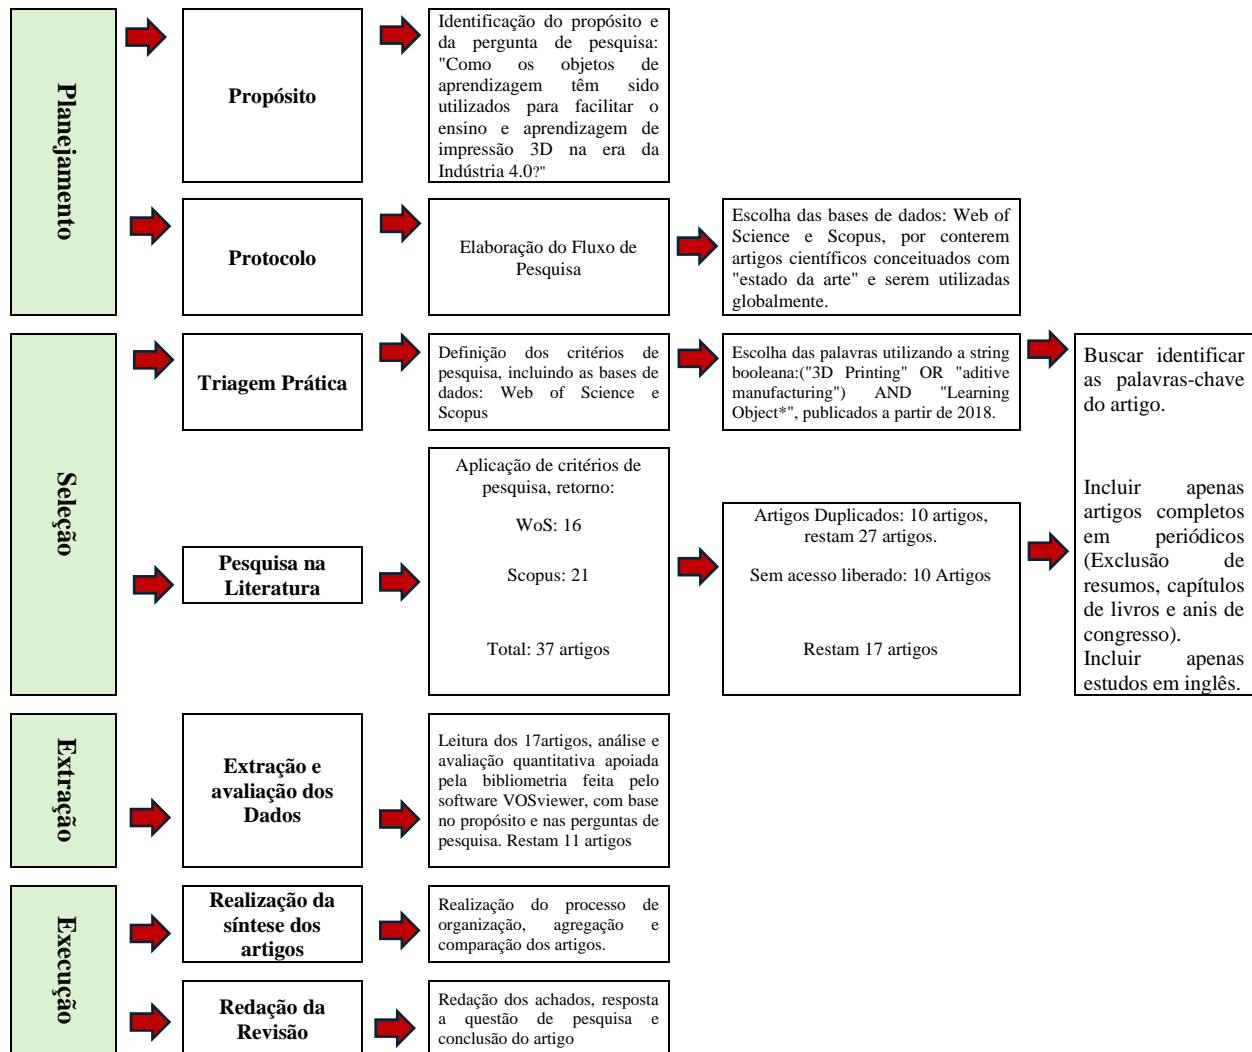 Planejamento
Propósito
Identificação do propósito e
da pergunta de pesquisa:
"Como os objetos de
aprendizagem têm sido
utilizados para facilitar o
ensino e aprendizagem de
impressão 3D na era da
Indústria 4.0?"
Protocolo
Elaboração do Fluxo de
Pesquisa
Escolha das bases de dados: Web of
Science e Scopus, por conterem
artigos científicos conceituados com
"estado da arte" e serem utilizadas
globalmente.
Seleção
Triagem Prática
Definição dos critérios de
pesquisa, incluindo as bases de
dados: Web of Science e
Scopus
Escolha das palavras utilizando a string
booleana:("3D Printing" OR "aditive
manufacturing") AND "Learning
Object*", publicados a partir de 2018.
Buscar identificar
as palavras-chave
do artigo.
Pesquisa na
Literatura
Aplicação de critérios de
pesquisa, retorno:
WoS: 16
Scopus: 21
Total: 37 artigos
Artigos Duplicados: 10 artigos,
restam 27 artigos.
Sem acesso liberado: 10 Artigos
Restam 17 artigos
Incluir apenas
artigos completos
em periódicos
(Exclusão de
resumos, capítulos
de livros e anis de
congresso).
Incluir apenas
estudos em inglês.
Extração
Extração e
avaliação dos
Dados
Leitura dos 17artigos, análise e
avaliação quantitativa apoiada
pela bibliometria feita pelo
software VOSviewer, com base
no propósito e nas perguntas de
pesquisa. Restam 11 artigos
Execução
Realização da
síntese dos
artigos
Realização do processo de
organização, agregação e
comparação dos artigos.
Redação da
Revisão
Redação dos achados, resposta
a questão de pesquisa e
conclusão do artigo